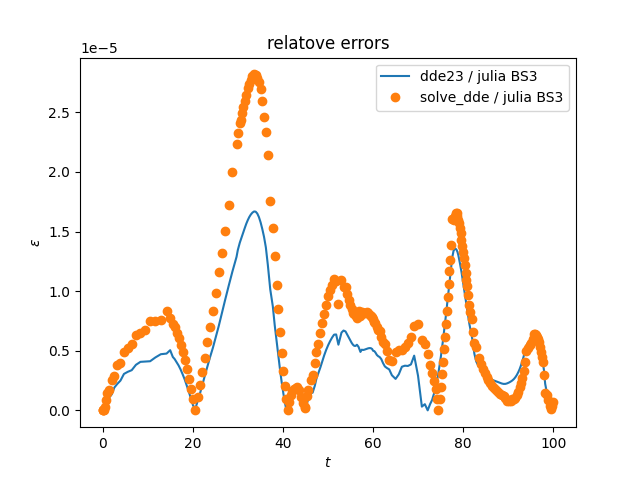 relatove errors
1e−5
dde23 / julia BS3
solve_dde / julia BS3
2.5
2.0
1.5
1.0
0.5
0.0
ε
0 20 40 60 80 100
t